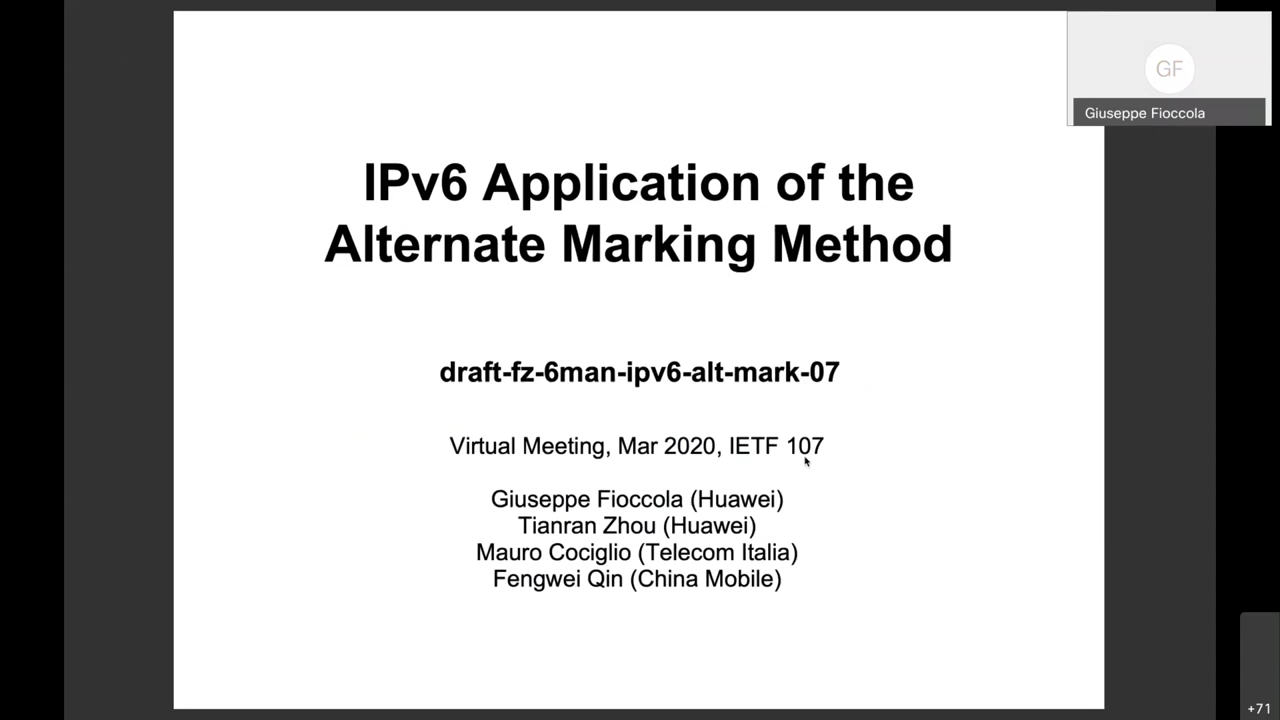 GF
Giuseppe Fioccola
IPv6 Application of the
Alternate Marking Method
draft-fz-6man-ipv6-alt-mark-07
Virtual Meeting, Mar 2020, IETF 107
Giuseppe Fioccola (Huawei)
Tianran Zhou (Huawei)
Mauro Cociglio (Telecom Italia)
Fengwei Qin (China Mobile)
+71